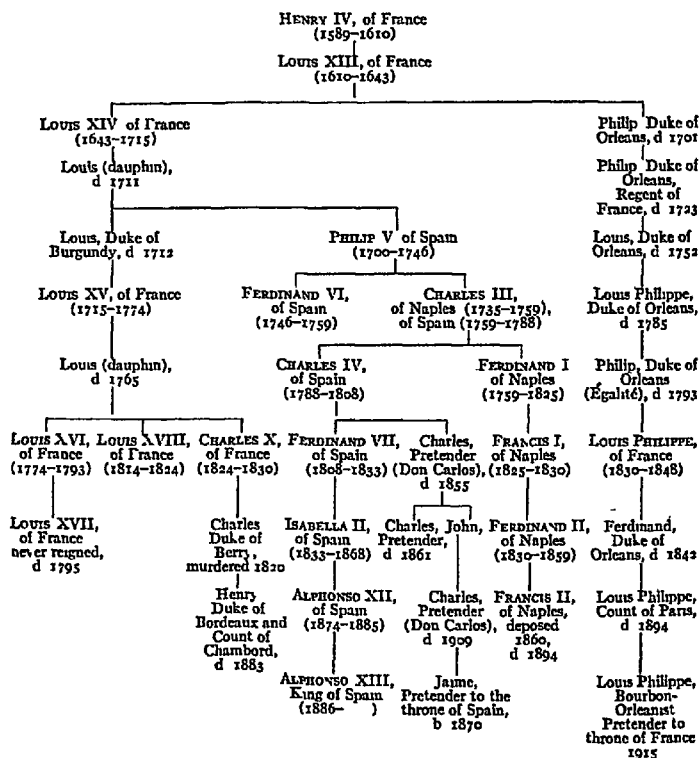 HENRY IV, of France
(1589–1610)
LOUIS XIII, of France
(1610–1643)
LOUIS XIV of France
(1643–1715)
Philip Duke of
Orleans, d 1701
Louis (dauphin),
d 1711
Philip Duke of
Orleans,
Regent of
France, d 1723
Louis, Duke of
Burgundy, d 1712
PHILIP V of Spain
(1700–1746)
Louis, Duke of
Orleans, d 1752
LOUIS XV, of France
(1715–1774)
FERDINAND VI,
of Spain
(1746–1759)
CHARLES III,
of Naples (1735–1759),
of Spain (1759–1788)
Louis Philippe,
Duke of Orleans,
d 1785
Louis (dauphin),
d 1765
CHARLES IV,
of Spain
(1788–1808)
FERDINAND I
of Naples
(1759–1825)
Philip, Duke of
Orleans
(Égalité), d 1793
LOUIS XVI,
of France
(1774–1793)
LOUIS XVIII,
of France
(1814–1824)
CHARLES X,
of France
(1824–1830)
FERDINAND VII,
of Spain
(1808–1833)
Charles,
Pretender
(Don Carlos),
d 1855
FRANCIS I,
of Naples
(1825–1830)
LOUIS PHILIPPE,
of France
(1830–1848)
LOUIS XVII,
of France
never reigned,
d 1795
Charles
Duke of
Berry,
murdered 1820
ISABELLA II,
of Spain
(1833–1868)
Charles,
Pretender,
d 1861
John,
FERDINAND II,
of Naples
(1830–1859)
Ferdinand,
Duke of
Orleans, d 1842
Henry
Duke of
Bordeaux and
Count of
Chambord,
d 1883
ALPHONSO XII,
of Spain
(1874–1885)
Charles,
Pretender
(Don Carlos),
d 1909
FRANCIS II,
of Naples,
deposed
1860,
d 1894
Louis Philippe,
Count of Paris,
d 1894
ALPHONSO XIII,
King of Spain
(1886– )
Jaime,
Pretender to the
throne of Spain,
b 1870
Louis Philippe,
Bourbon-
Orleanist
Pretender to
throne of France
1915